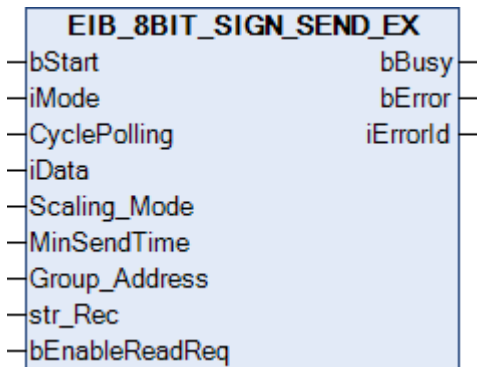 EIB_8BIT_SIGN_SEND_EX
bStart bBusy
iMode bError
CyclePolling iErrorId
iData
Scaling_Mode
MinSendTime
Group_Address
str_Rec
bEnableReadReq